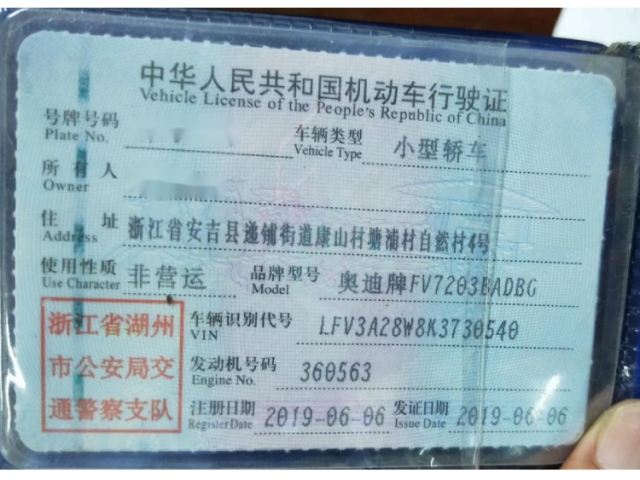 中华人民共和国机动车行驶证
Vehicle License of the People's Republic of China
号牌号码 车辆类型 小型轿车
Plate No. Vehicle Type
所有人
Owner
住址 浙江省安吉县递铺街道康山村塘浦村自然村4号
Address
使用性质 非营运 品牌型号 奥迪牌FV7203BADBG
Use Character Model
浙江省湖州
市公安局交
通警察支队
车辆识别代号 LFV3A28W8K3730540
VIN
发动机号码 360563
Engine No.
注册日期 2019-06-06 发证日期 2019-06-06
Register Date Issue Date